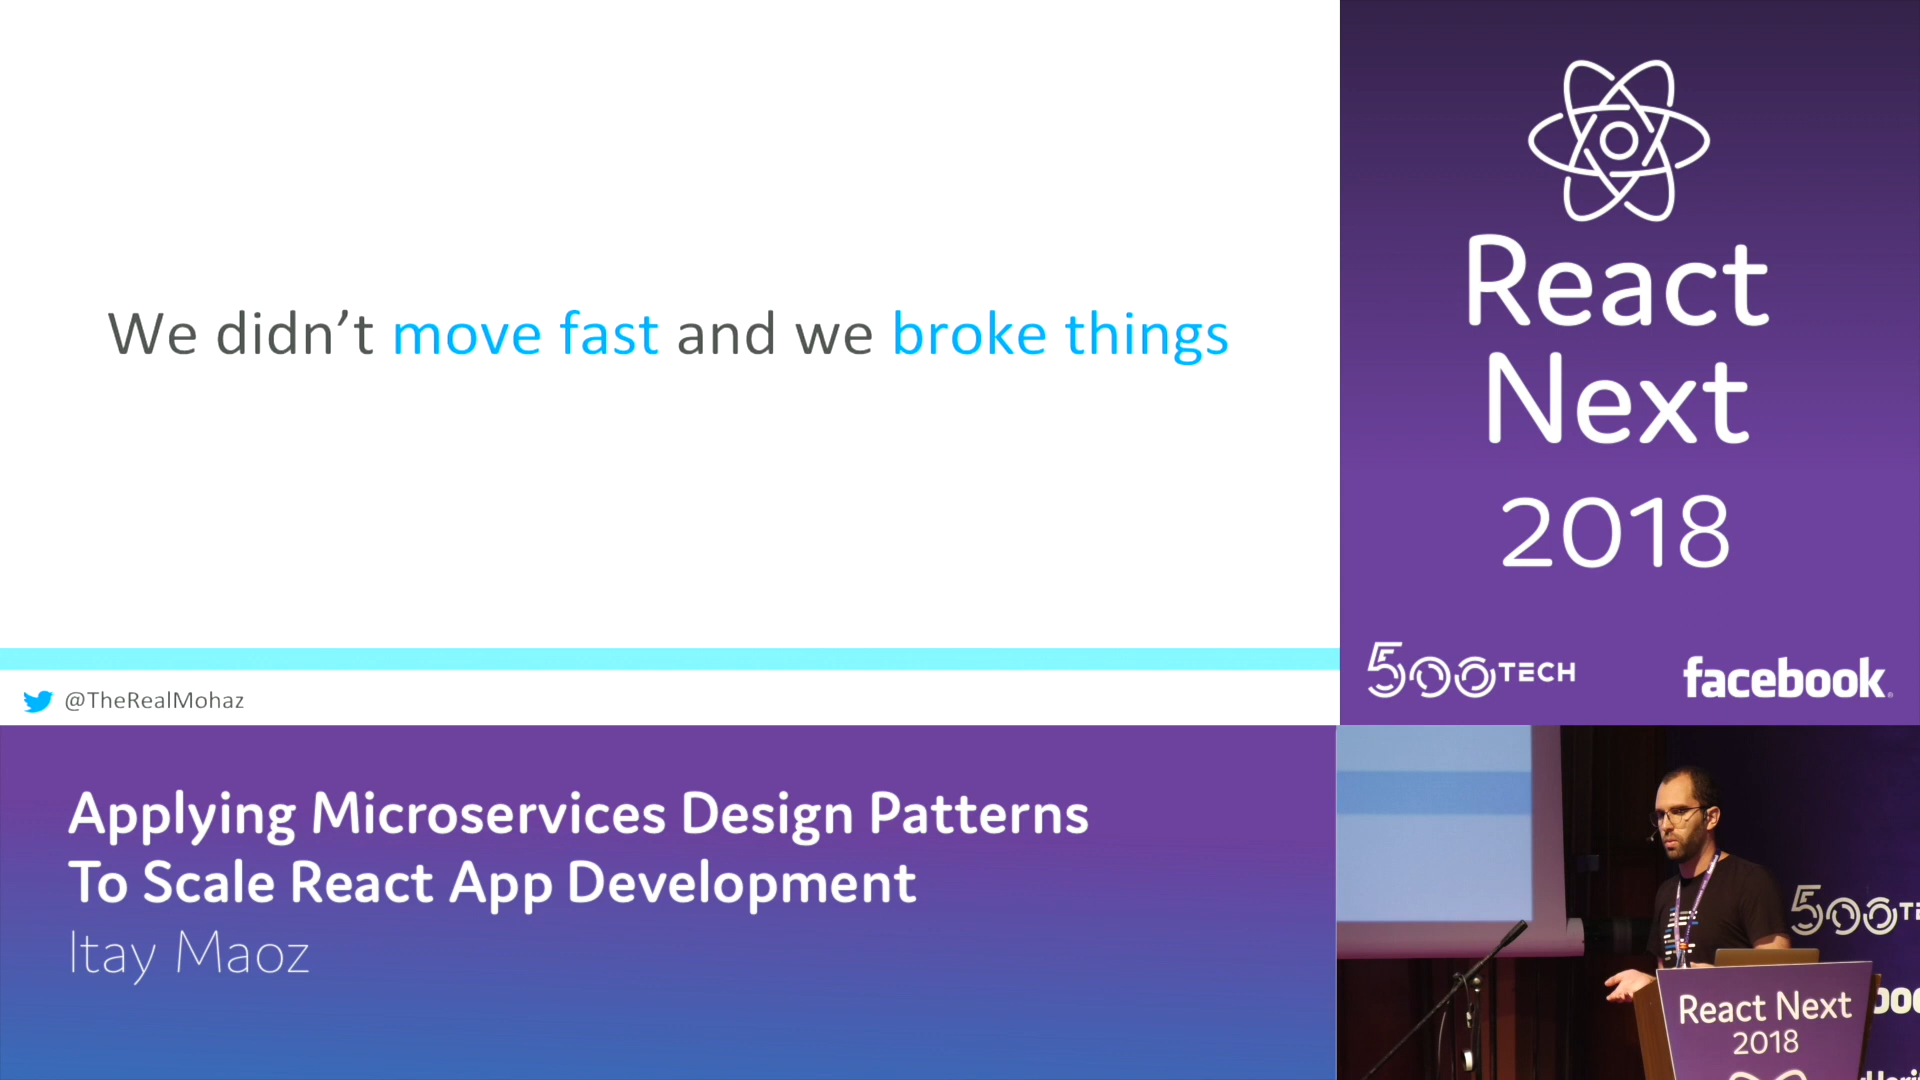 We didn’t move fast and we broke things
@TheRealMohaz
React
Next
2018
500TECH
facebook
Applying Microservices Design Patterns
To Scale React App Development
Itay Maoz
500TE
React Next
2018